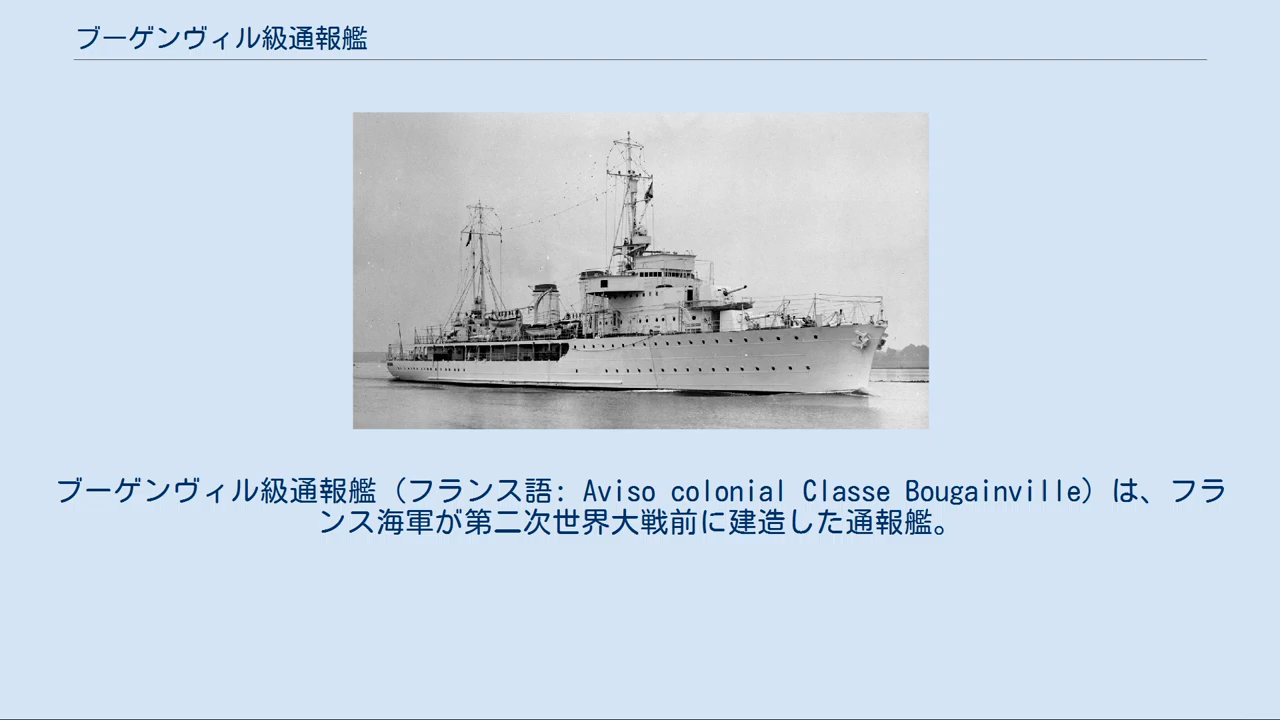 ブーゲンヴィル級通報艦
ブーゲンヴィル級通報艦（フランス語: Aviso colonial Classe Bougainville）は、フラ
ンス海軍が第二次世界大戦前に建造した通報艦。